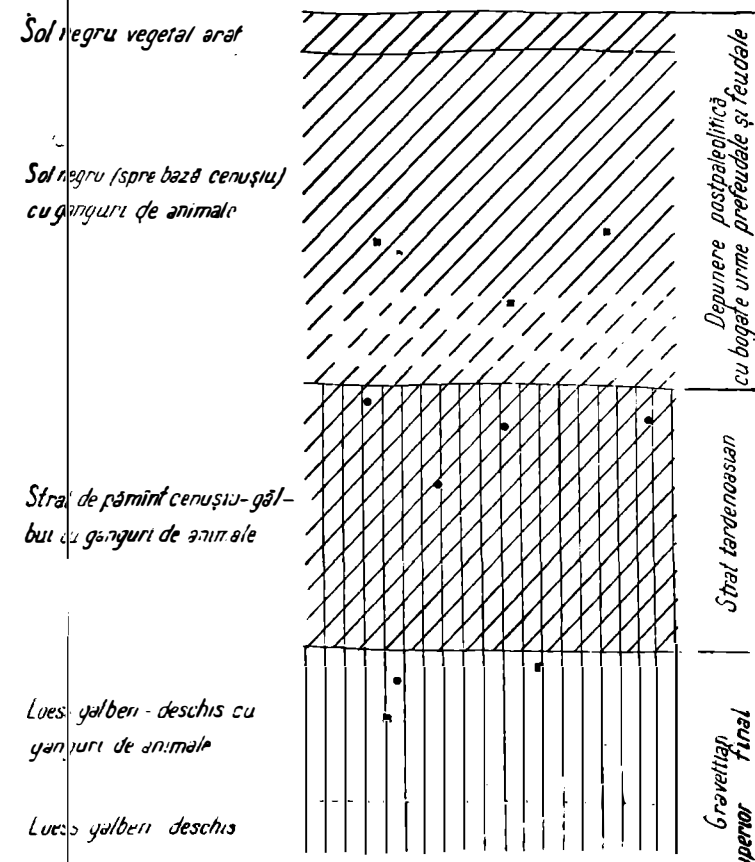 Sol negru vegetal arat
Sol negru (spre bază cenuşiu)
cu ganguri de animale
Strat de pămînt cenuşiu-găl-
bui cu ganguri de animale
Loess galben-deschis cu
ganguri de animale
Loess galben deschis
Depunere postpaleolitică
cu bogate urme prefeudale şi feudale
Strat tardenoasian
Gravettian
final